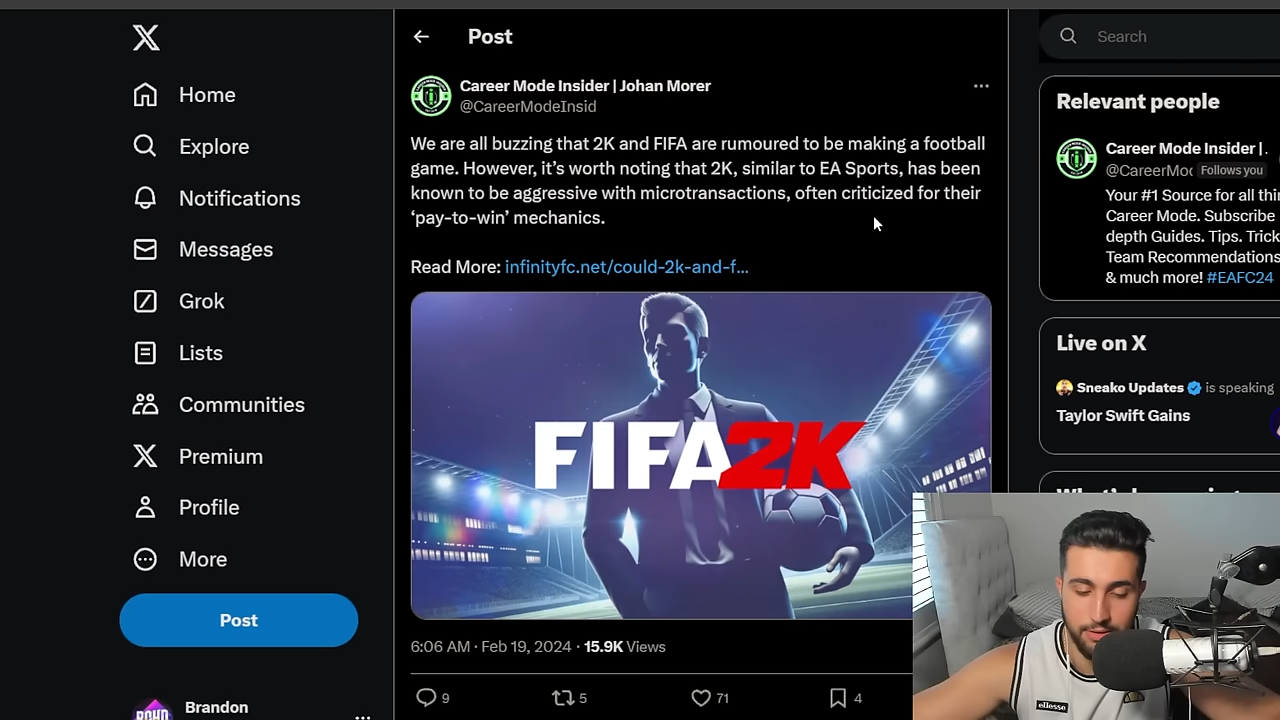 Home
Explore
Notifications
Messages
Grok
Lists
Communities
Premium
Profile
More
Post
Brandon
Post
Career Mode Insider | Johan Morer
@CareerModeInsid
We are all buzzing that 2K and FIFA are rumoured to be making a football
game. However, it’s worth noting that 2K, similar to EA Sports, has been
known to be aggressive with microtransactions, often criticized for their
‘pay-to-win’ mechanics.
Read More: infinityfc.net/could-2k-and-f...
FIFA2K
6:06 AM · Feb 19, 2024 · 15.9K Views
9
5
71
4
Search
Relevant people
Career Mode Insider |.
@CareerMod Follows you
Your #1 Source for all thin
Career Mode. Subscribe
depth Guides. Tips. Trick
Team Recommendations
& much more! #EAFC24
Live on X
Sneako Updates is speaking
Taylor Swift Gains
ellesse